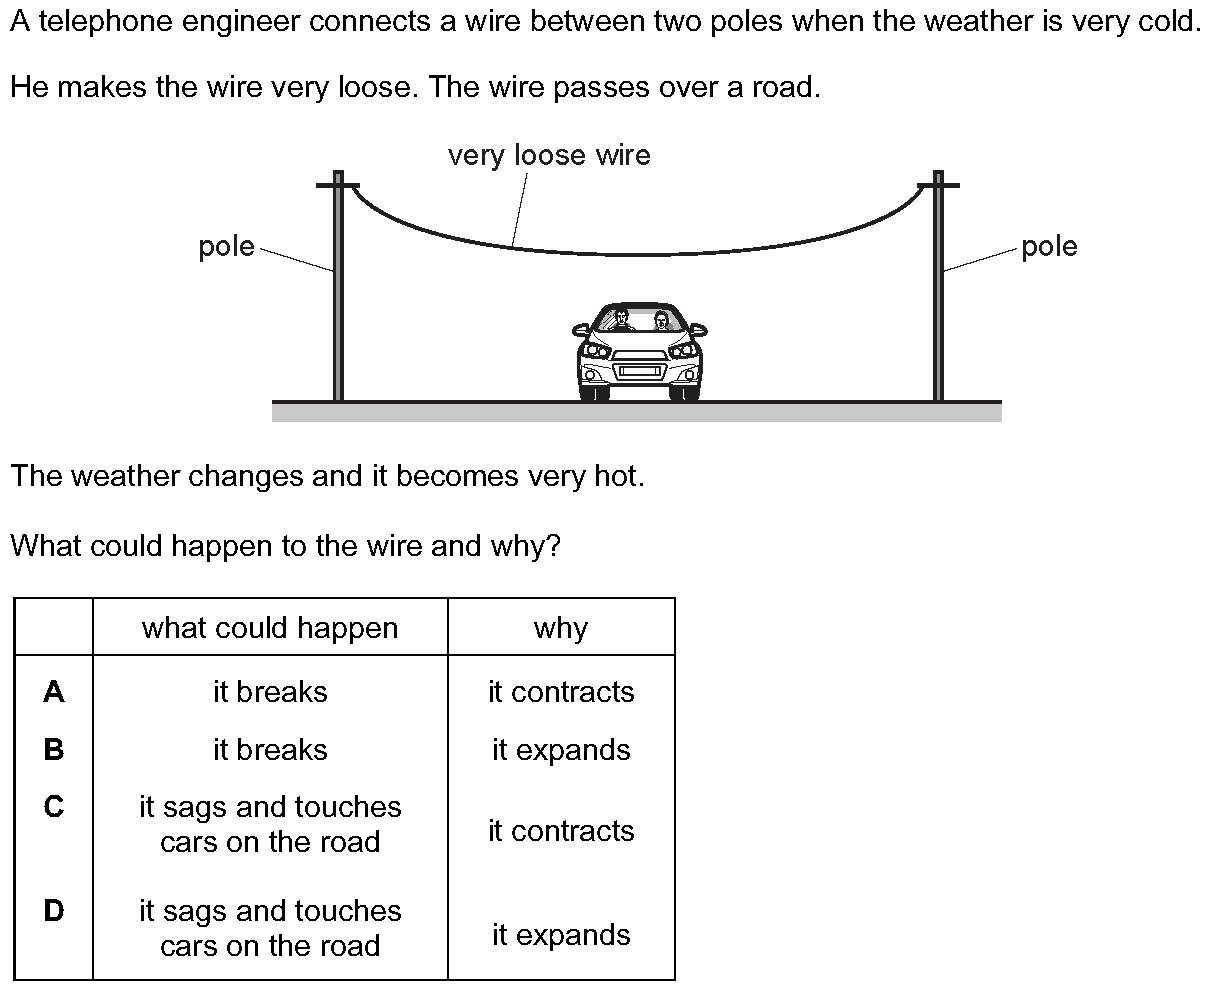 A telephone engineer connects a wire between two poles when the weather is very cold.
He makes the wire very loose. The wire passes over a road.
very loose wire
pole
pole
The weather changes and it becomes very hot.
What could happen to the wire and why?
what could happen why
A it breaks it contracts
B it breaks it expands
C it sags and touches
cars on the road it contracts
D it sags and touches
cars on the road it expands